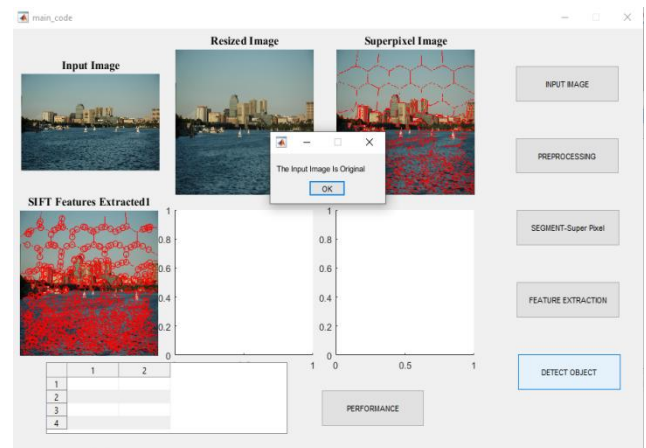 main_code
Resized Image
Superpixel Image
Input Image
INPUT IMAGE
The Input Image Is Original
OK
PREPROCESSING
SIFT Features Extracted1
SEGMENT-Super Pixel
FEATURE EXTRACTION
DETECT OBJECT
PERFORMANCE
1
0.8
0.6
0.4
0.2
0
1
1
0.8
0.6
0.4
0.2
0
0
0.5
1
1 2
1
2
3
4